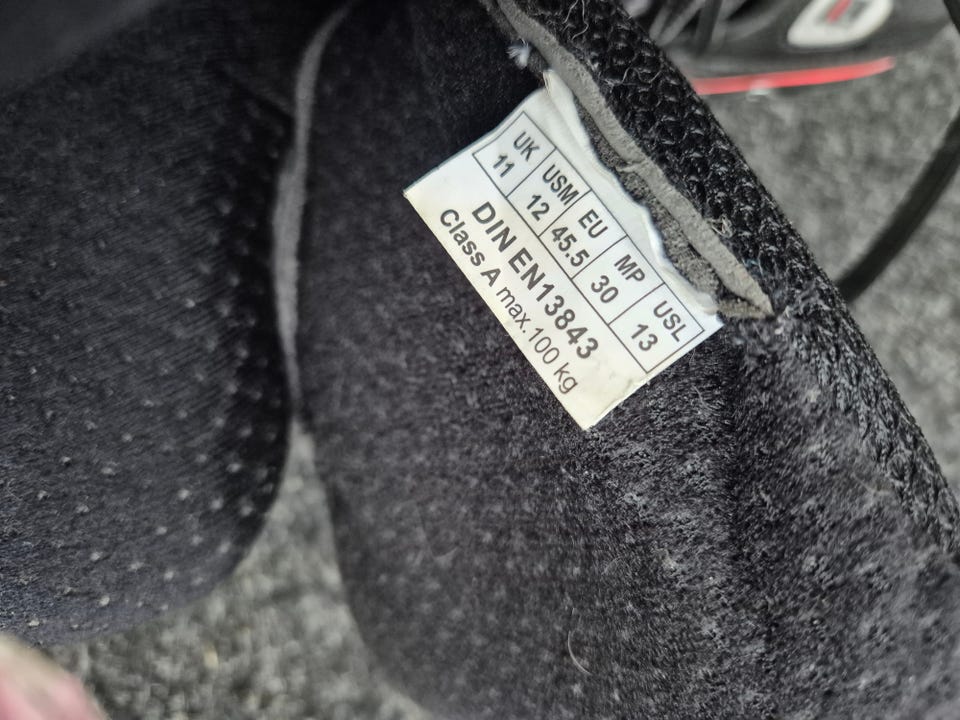 UK USM EU MP USL
11 12 45.5 30 13
DIN EN13843
Class A max.100 kg